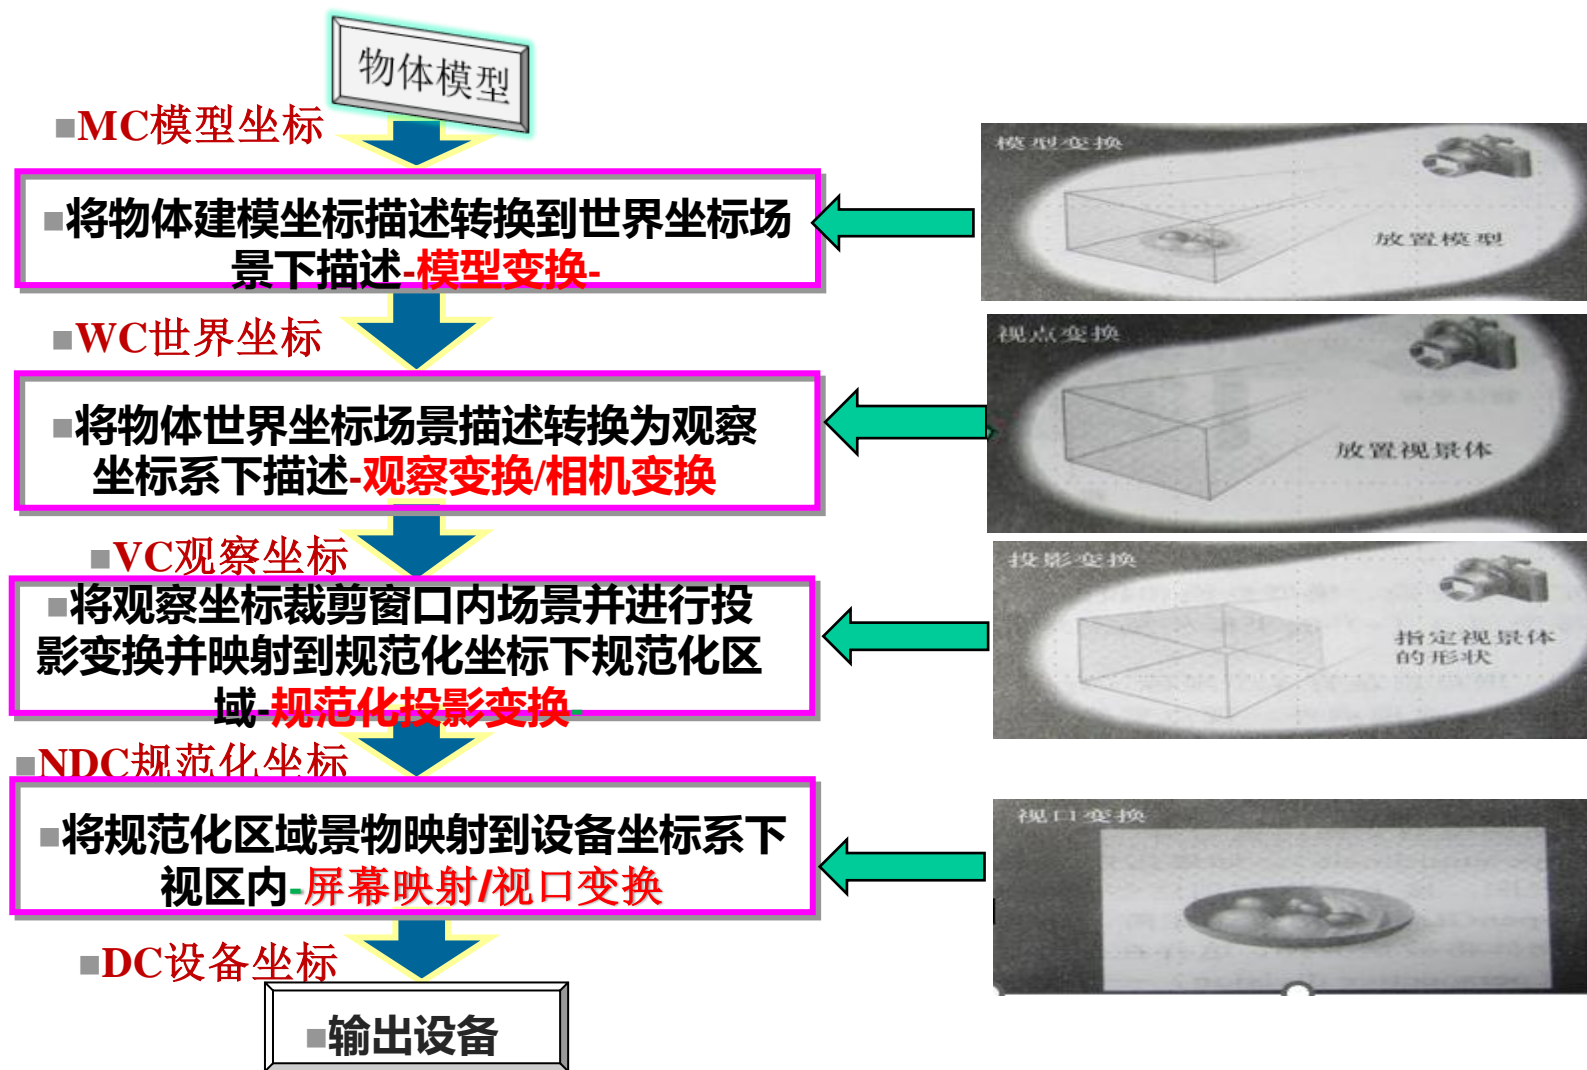 物体模型
■MC模型坐标
■将物体建模坐标描述转换到世界坐标场
景下描述-模型变换-
模型变换
放置模型
■WC世界坐标
■将物体世界坐标场景描述转换为观察
坐标系下描述-观察变换/相机变换
视点变换
放置视景体
■VC观察坐标
■将观察坐标裁剪窗口内场景并进行投
影变换并映射到规范化坐标下规范化区
域-规范化投影变换-
投影变换
指定视景体
的形状
■NDC规范化坐标
■将规范化区域景物映射到设备坐标系下
视区内-屏幕映射/视口变换
视口变换
■DC设备坐标
■输出设备